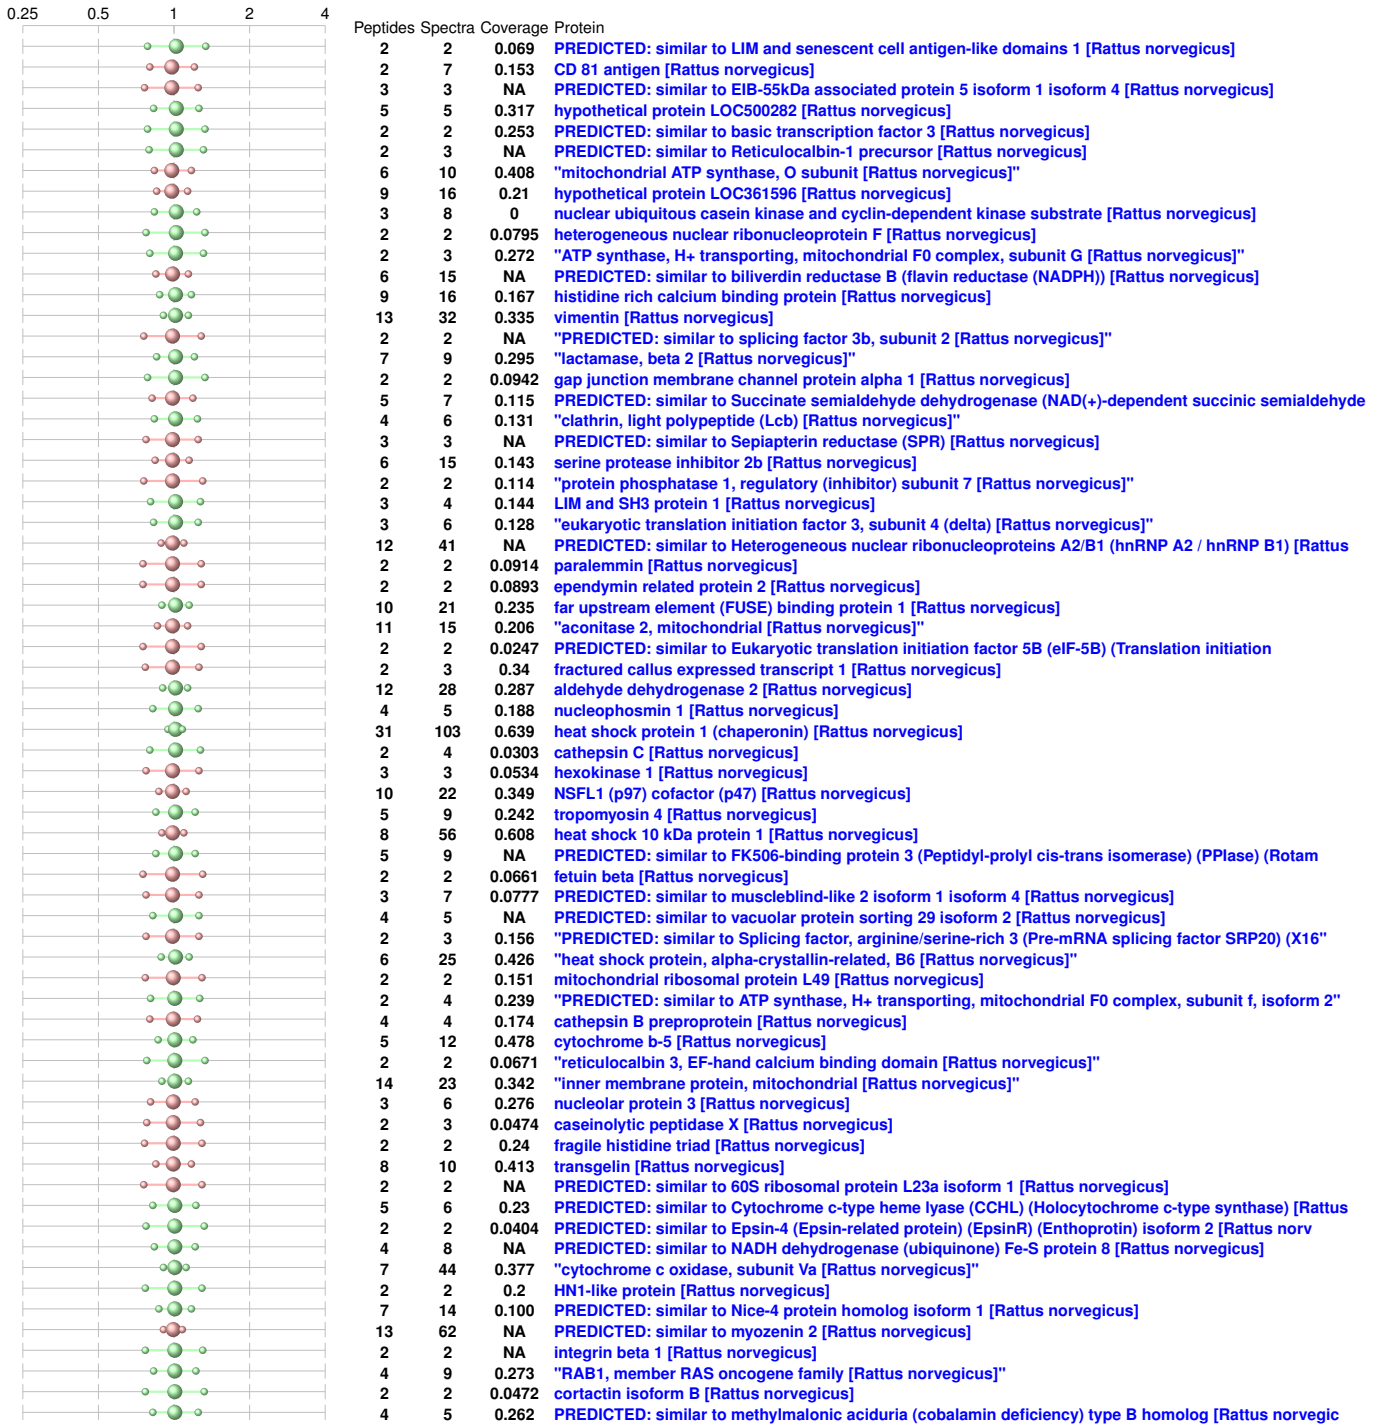 0.25 0.5 1 2 4
Peptides Spectra Coverage Protein
2 2 0.069 PREDICTED: similar to LIM and senescent cell antigen-like domains 1 [Rattus norvegicus]
2 7 0.153 CD 81 antigen [Rattus norvegicus]
3 3 NA PREDICTED: similar to EIB-55kDa associated protein 5 isoform 1 isoform 4 [Rattus norvegicus]
5 5 0.317 hypothetical protein LOC500282 [Rattus norvegicus]
2 2 0.253 PREDICTED: similar to basic transcription factor 3 [Rattus norvegicus]
2 3 NA PREDICTED: similar to Reticulocalbin-1 precursor [Rattus norvegicus]
6 10 0.408 "mitochondrial ATP synthase, O subunit [Rattus norvegicus]"
9 16 0.21 hypothetical protein LOC361596 [Rattus norvegicus]
3 8 0 nuclear ubiquitous casein kinase and cyclin-dependent kinase substrate [Rattus norvegicus]
2 2 0.0795 heterogeneous nuclear ribonucleoprotein F [Rattus norvegicus]
2 3 0.272 "ATP synthase, H+ transporting, mitochondrial F0 complex, subunit G [Rattus norvegicus]"
6 15 NA PREDICTED: similar to biliverdin reductase B (flavin reductase (NADPH)) [Rattus norvegicus]
9 16 0.167 histidine rich calcium binding protein [Rattus norvegicus]
13 32 0.335 vimentin [Rattus norvegicus]
2 2 NA "PREDICTED: similar to splicing factor 3b, subunit 2 [Rattus norvegicus]"
7 9 0.295 "lactamase, beta 2 [Rattus norvegicus]"
2 2 0.0942 gap junction membrane channel protein alpha 1 [Rattus norvegicus]
5 7 0.115 PREDICTED: similar to Succinate semialdehyde dehydrogenase (NAD(+)-dependent succinic semialdehyde
4 6 0.131 "clathrin, light polypeptide (Lcb) [Rattus norvegicus]"
3 3 NA PREDICTED: similar to Sepiapterin reductase (SPR) [Rattus norvegicus]
6 15 0.143 serine protease inhibitor 2b [Rattus norvegicus]
2 2 0.114 "protein phosphatase 1, regulatory (inhibitor) subunit 7 [Rattus norvegicus]"
3 4 0.144 LIM and SH3 protein 1 [Rattus norvegicus]
3 6 0.128 "eukaryotic translation initiation factor 3, subunit 4 (delta) [Rattus norvegicus]"
12 41 NA PREDICTED: similar to Heterogeneous nuclear ribonucleoproteins A2/B1 (hnRNP A2 / hnRNP B1) [Rattus
2 2 0.0914 paralemmin [Rattus norvegicus]
2 2 0.0893 ependymin related protein 2 [Rattus norvegicus]
10 21 0.235 far upstream element (FUSE) binding protein 1 [Rattus norvegicus]
11 15 0.206 "aconitase 2, mitochondrial [Rattus norvegicus]"
2 2 0.0247 PREDICTED: similar to Eukaryotic translation initiation factor 5B (eIF-5B) (Translation initiation
2 3 0.34 fractured callus expressed transcript 1 [Rattus norvegicus]
12 28 0.287 aldehyde dehydrogenase 2 [Rattus norvegicus]
4 5 0.188 nucleophosmin 1 [Rattus norvegicus]
31 103 0.639 heat shock protein 1 (chaperonin) [Rattus norvegicus]
2 4 0.0303 cathepsin C [Rattus norvegicus]
3 3 0.0534 hexokinase 1 [Rattus norvegicus]
10 22 0.349 NSFL1 (p97) cofactor (p47) [Rattus norvegicus]
5 9 0.242 tropomyosin 4 [Rattus norvegicus]
8 56 0.608 heat shock 10 kDa protein 1 [Rattus norvegicus]
5 9 NA PREDICTED: similar to FK506-binding protein 3 (Peptidyl-prolyl cis-trans isomerase) (PPIase) (Rotam
2 2 0.0661 fetuin beta [Rattus norvegicus]
3 7 0.0777 PREDICTED: similar to muscleblind-like 2 isoform 1 isoform 4 [Rattus norvegicus]
4 5 NA PREDICTED: similar to vacuolar protein sorting 29 isoform 2 [Rattus norvegicus]
2 3 0.156 "PREDICTED: similar to Splicing factor, arginine/serine-rich 3 (Pre-mRNA splicing factor SRP20) (X16"
6 25 0.426 "heat shock protein, alpha-crystallin-related, B6 [Rattus norvegicus]"
2 2 0.151 mitochondrial ribosomal protein L49 [Rattus norvegicus]
2 4 0.239 "PREDICTED: similar to ATP synthase, H+ transporting, mitochondrial F0 complex, subunit f, isoform 2"
4 4 0.174 cathepsin B preproprotein [Rattus norvegicus]
5 12 0.478 cytochrome b-5 [Rattus norvegicus]
2 2 0.0671 "reticulocalbin 3, EF-hand calcium binding domain [Rattus norvegicus]"
14 23 0.342 "inner membrane protein, mitochondrial [Rattus norvegicus]"
3 6 0.276 nucleolar protein 3 [Rattus norvegicus]
2 3 0.0474 caseinolytic peptidase X [Rattus norvegicus]
2 2 0.24 fragile histidine triad [Rattus norvegicus]
8 10 0.413 transgelin [Rattus norvegicus]
2 2 NA PREDICTED: similar to 60S ribosomal protein L23a isoform 1 [Rattus norvegicus]
5 6 0.23 PREDICTED: similar to Cytochrome c-type heme lyase (CCHL) (Holocytochrome c-type synthase) [Rattus
2 2 0.0404 PREDICTED: similar to Epsin-4 (Epsin-related protein) (EpsinR) (Enthoprotin) isoform 2 [Rattus norv
4 8 NA PREDICTED: similar to NADH dehydrogenase (ubiquinone) Fe-S protein 8 [Rattus norvegicus]
7 44 0.377 "cytochrome c oxidase, subunit Va [Rattus norvegicus]"
2 2 0.2 HN1-like protein [Rattus norvegicus]
7 14 0.100 PREDICTED: similar to Nice-4 protein homolog isoform 1 [Rattus norvegicus]
13 62 NA PREDICTED: similar to myozenin 2 [Rattus norvegicus]
2 2 NA integrin beta 1 [Rattus norvegicus]
4 9 0.273 "RAB1, member RAS oncogene family [Rattus norvegicus]"
2 2 0.0472 cortactin isoform B [Rattus norvegicus]
4 5 0.262 PREDICTED: similar to methylmalonic aciduria (cobalamin deficiency) type B homolog [Rattus norvegic